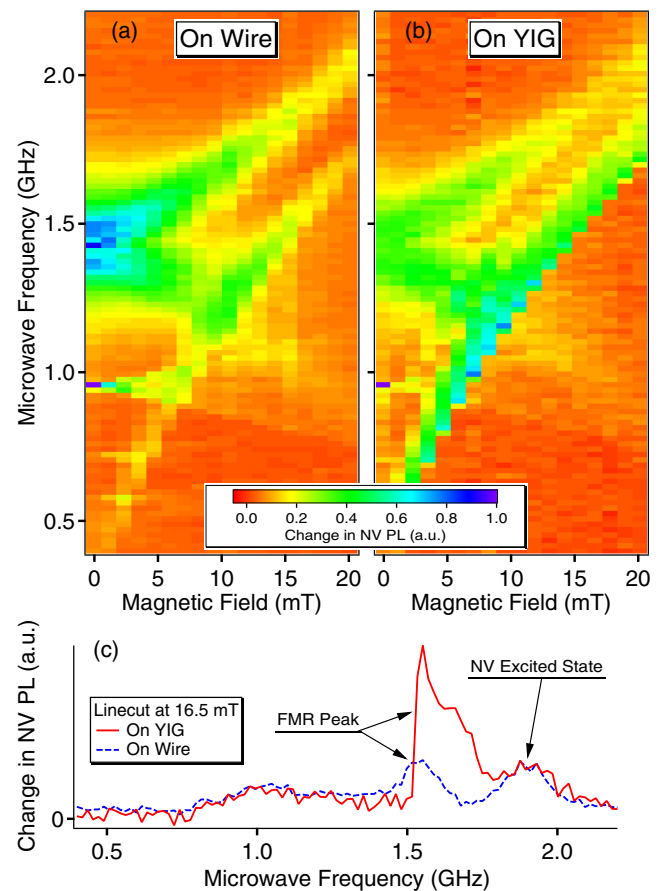 (a) On Wire
(b) On YIG
Microwave Frequency (GHz)
2.0
1.5
1.0
0.5
0.0 0.2 0.4 0.6 0.8 1.0
Change in NV PL (a.u.)
0 5 10 15 20
0 5 10 15 20
Magnetic Field (mT)
Magnetic Field (mT)
(c)
Change in NV PL (a.u.)
0
Linecut at 16.5 mT
On YIG
On Wire
FMR Peak
NV Excited State
0.5 1.0 1.5 2.0
Microwave Frequency (GHz)